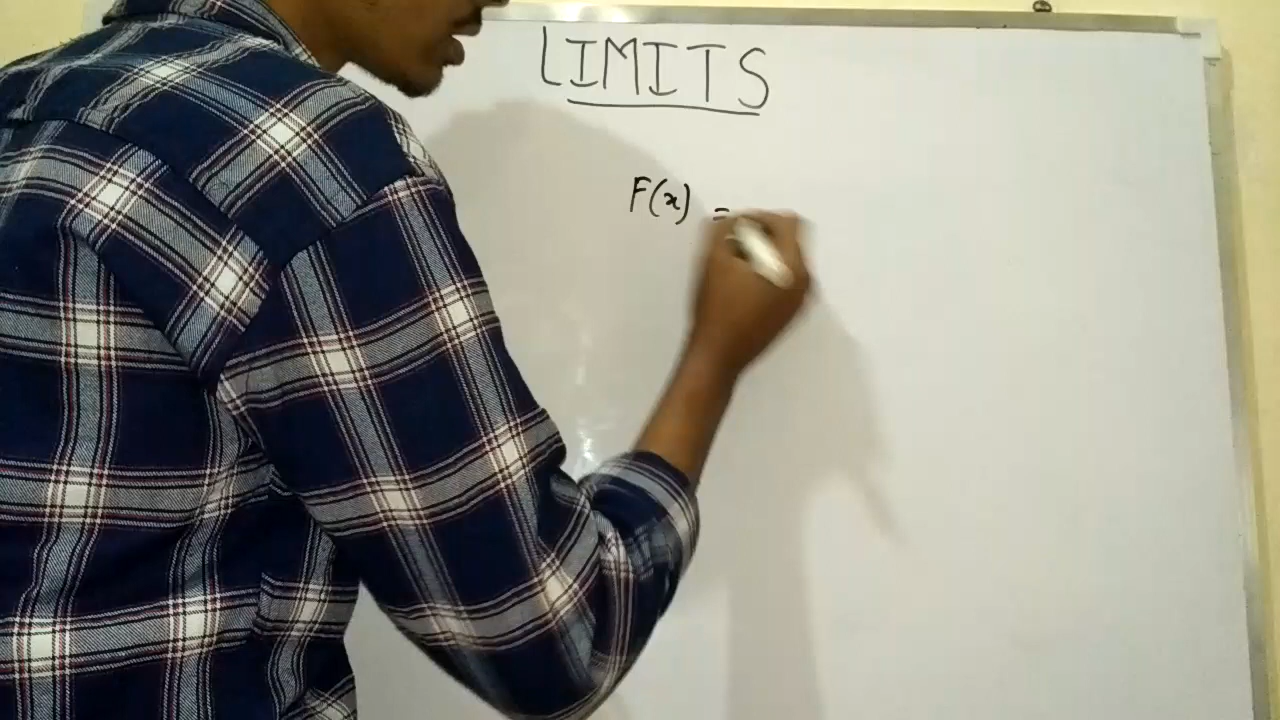 LIMITS
F(x) =